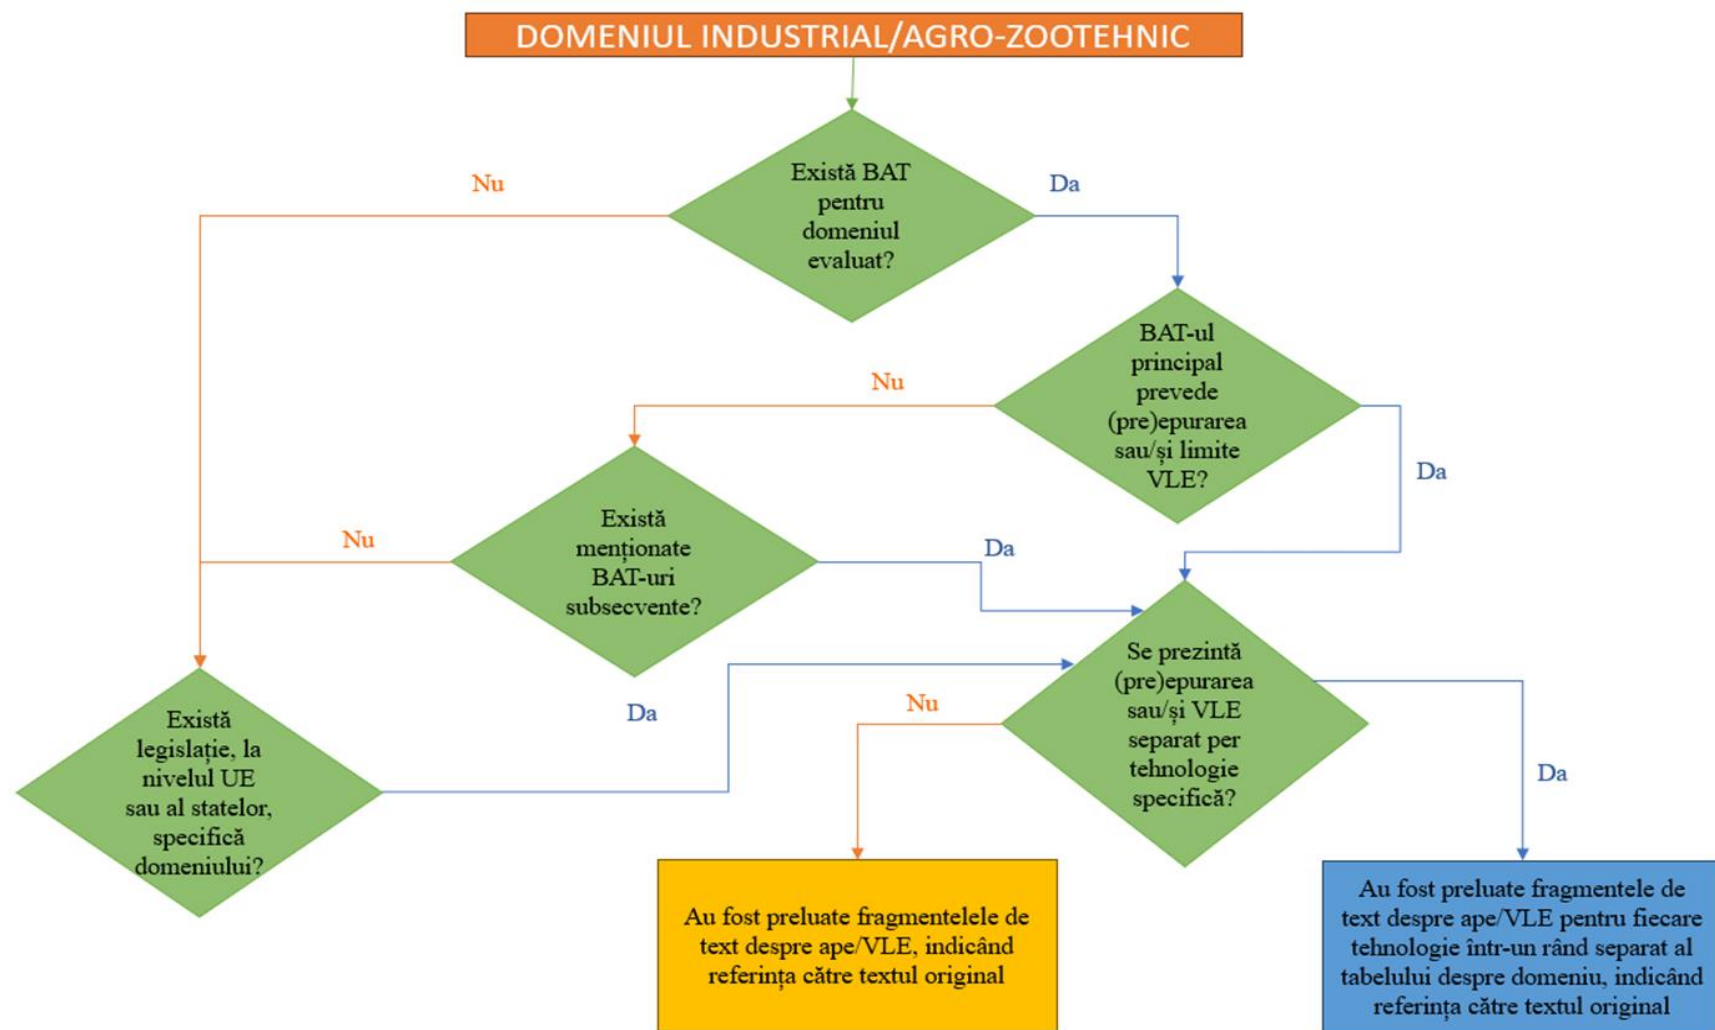 DOMENIUL INDUSTRIAL/AGRO-ZOOTEHNIC
Există BAT
pentru
domeniul
evaluat?
Nu
Da
BAT-ul
principal
prevede
(pre)epurarea
sau/și limite
VLE?
Nu
Da
Există
menționate
BAT-uri
subsecvente?
Nu
Da
Se prezintă
(pre)epurarea
sau/și VLE
separat per
tehnologie
specifică?
Există
legislație, la
nivelul UE
sau al statelor,
specifică
domeniului?
Da
Nu
Da
Au fost preluate fragmentelele de
text despre ape/VLE, indicând
referința către textul original
Au fost preluate fragmentele de
text despre ape/VLE pentru fiecare
tehnologie într-un rând separat al
tabelului despre domeniu, indicând
referința către textul original